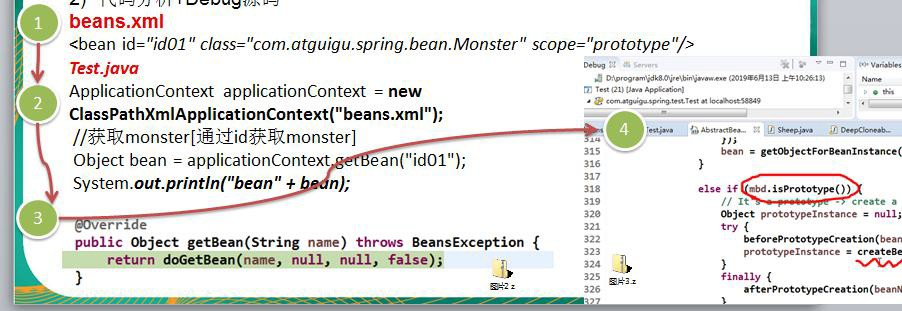 2) 代码分析+Debug源码
1
beans.xml
<bean id="id01" class="com.atguigu.spring.bean.Monster" scope="prototype"/>
Test.java
2
ApplicationContext applicationContext = new
ClassPathXmlApplicationContext("beans.xml");
//获取monster[通过id获取monster]
Object bean = applicationContext.getBean("id01");
System.out.println("bean" + bean);
3
@Override
public Object getBean(String name) throws BeansException {
return doGetBean(name, null, null, false);
}
图片2.z
Debug
Servers
D:\program\jdk8.0\jre\bin\javaw.exe (2019年6月13日 上午10:26:13)
Test (21) [Java Application]
com.atguigu.spring.test.Test at localhost:58849
(x)= Variables
Name
this
4
Test.java
AbstractBea...
Sheep.java
DeepCloneab...
314 });
315 bean = getObjectForBeanInstance(
316 }
317
318 else if (mbd.isPrototype()) {
319 // It's a prototype -> create a
320 Object prototypeInstance = null;
321 try {
322 beforePrototypeCreation(bean
323 prototypeInstance = createBe
324 }
325 finally {
326 afterPrototypeCreation(beanN
327 }
图片3.z